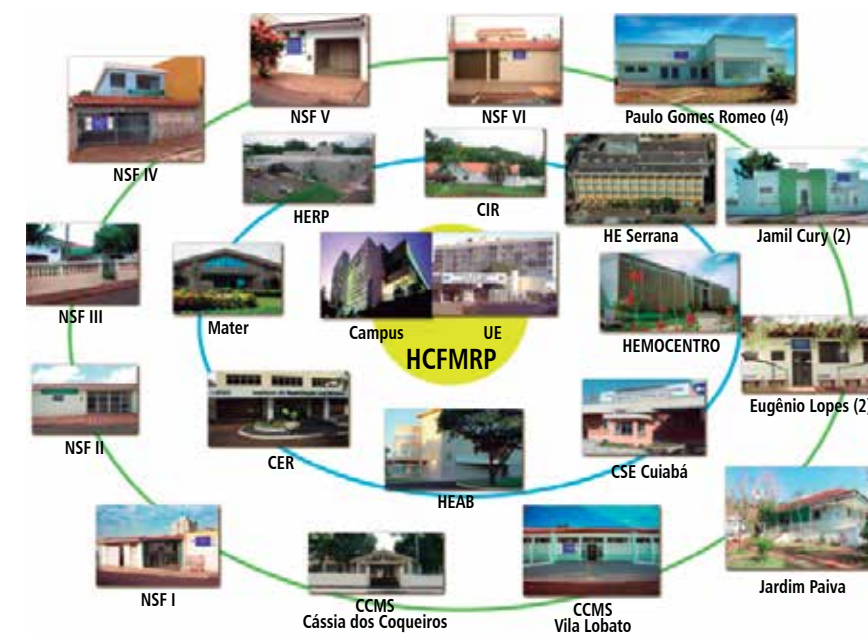 NSF V
NSF VI
Paulo Gomes Romeo (4)
NSF IV
HERP
CIR
HE Serrana
Jamil Cury (2)
NSF III
Mater
Campus
UE
HCFMRP
HEMOCENTRO
Eugênio Lopes (2)
NSF II
CER
HEAB
CSE Cuiabá
NSF I
CCMS
Cássia dos Coqueiros
CCMS
Vila Lobato
Jardim Paiva